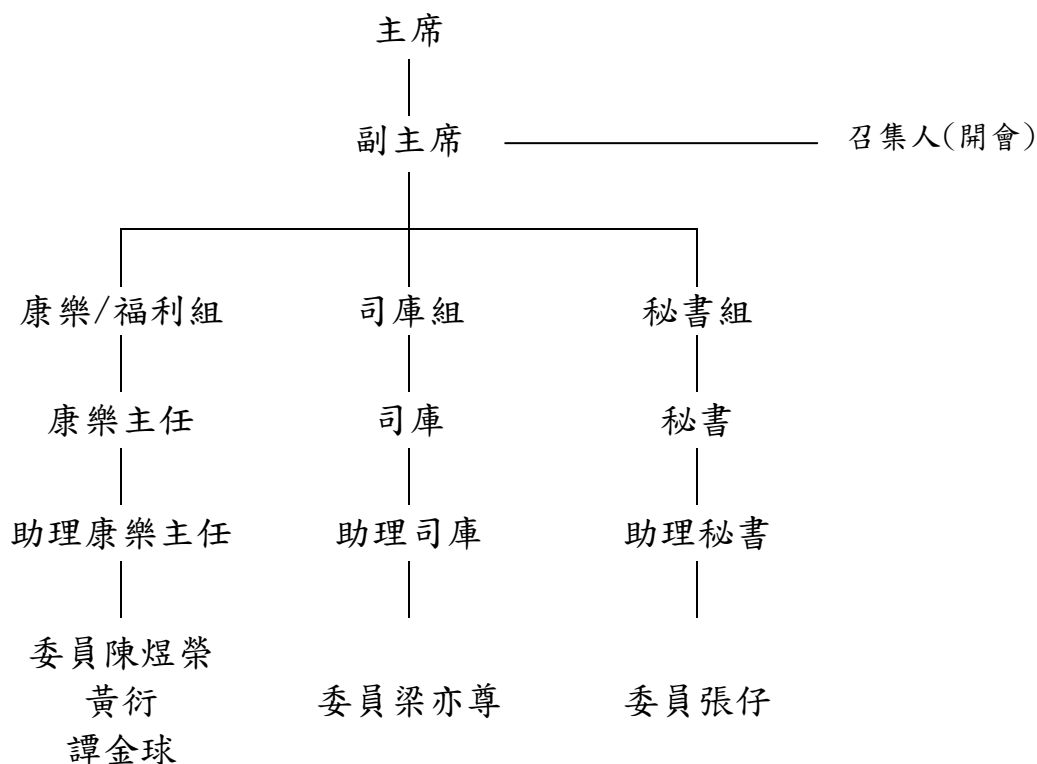 主席
副主席 召集人(開會)
康樂/福利組 司庫組 秘書組
康樂主任 司庫 秘書
助理康樂主任 助理司庫 助理秘書
委員陳煜榮
黃衍 委員梁亦尊 委員張仔
譚金球